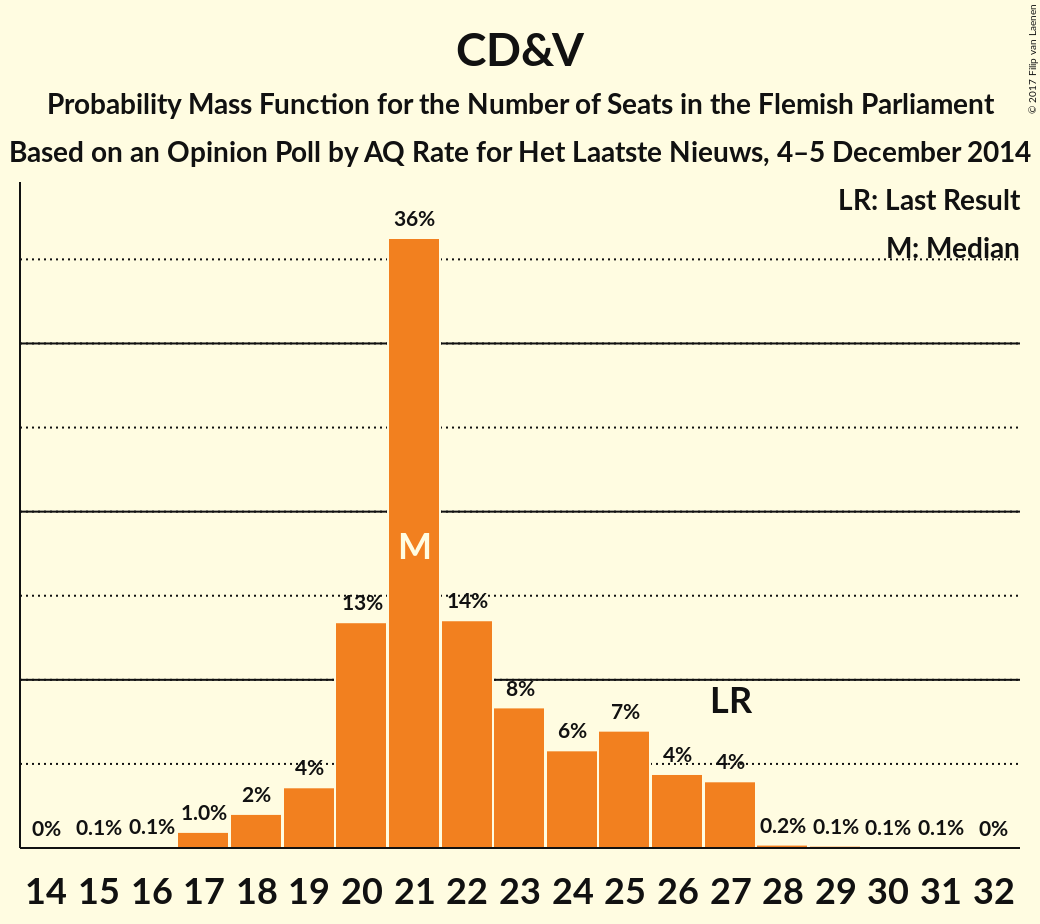 CD&V
Probability Mass Function for the Number of Seats in the Flemish Parliament
Based on an Opinion Poll by AQ Rate for Het Laatste Nieuws, 4–5 December 2014
© 2017 Filip van Laenen
LR: Last Result
M: Median
36%
M
13%
14%
8%
LR
7%
6%
4%
4%
4%
2%
1.0%
0%
0.1%
0.1%
0.2%
0.1%
0.1%
0.1%
0%
14 15 16 17 18 19 20 21 22 23 24 25 26 27 28 29 30 31 32